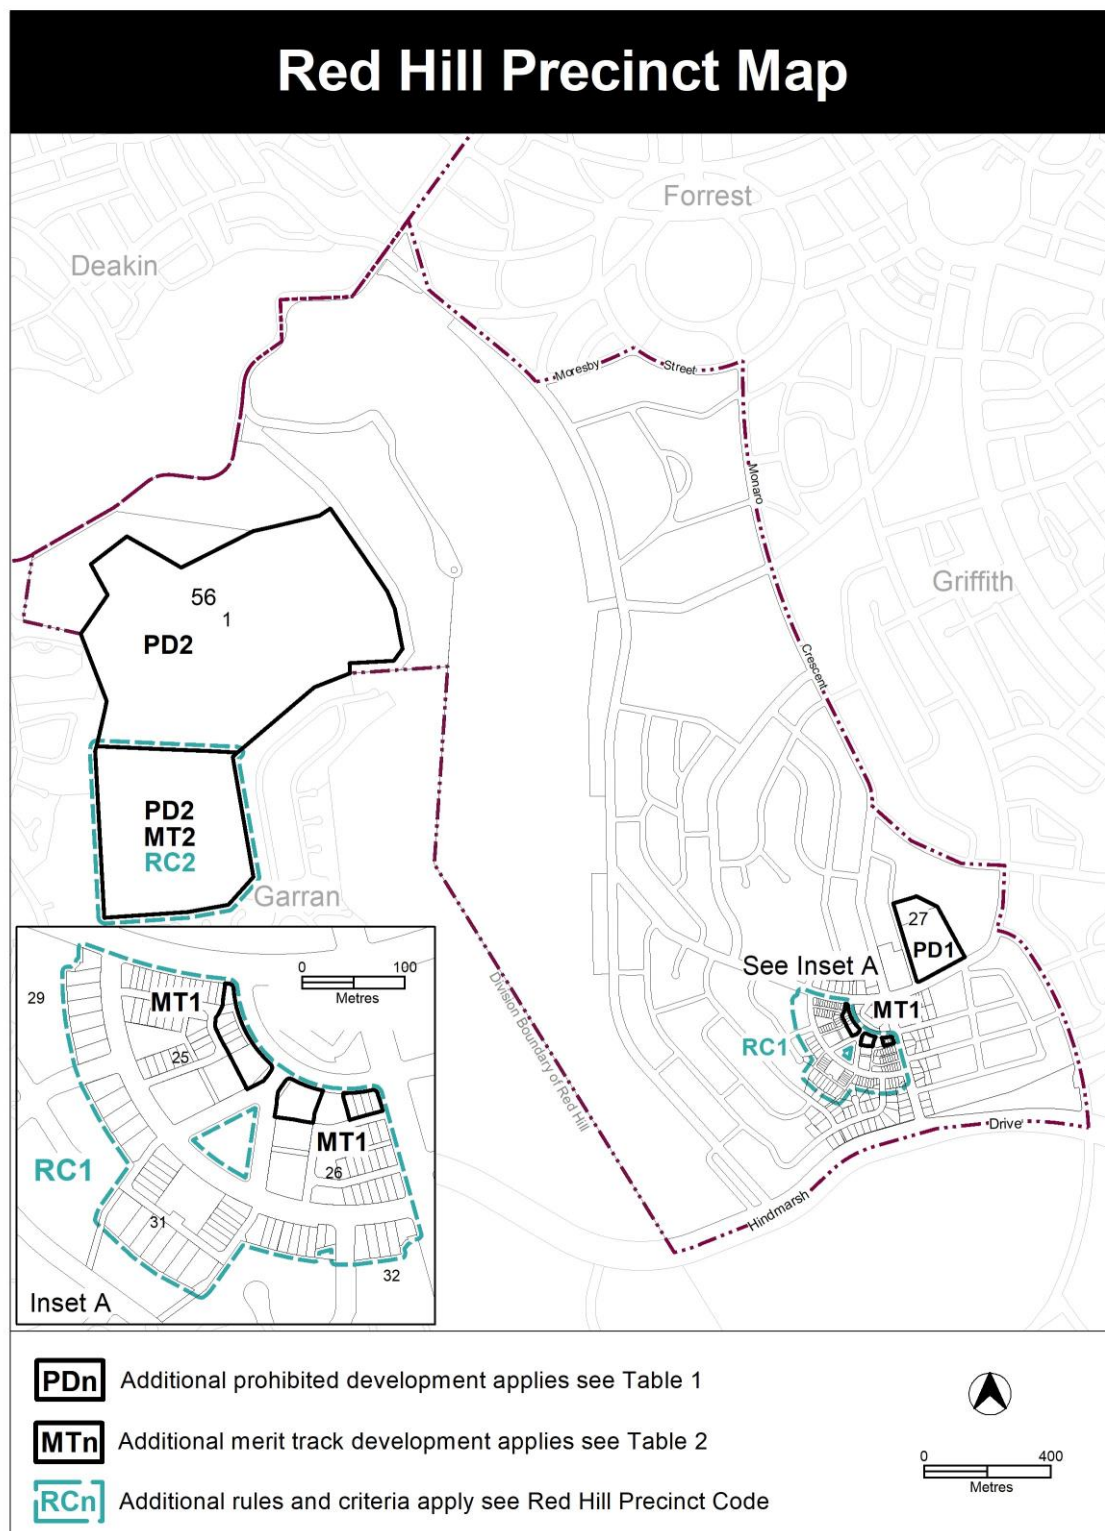 Red Hill Precinct Map
Forrest
Deakin
Moresby
Street
Monaro
Griffith
56
1
PD2
Crescent
PD2
MT2
RC2
Garran
27
PD1
See Inset A
MT1
RC1
Division Boundary of Red Hill
Drive
Hindmarsh
0 100
Metres
29
MT1
25
MT1
RC1
26
31
32
Inset A
PDn Additional prohibited development applies see Table 1
MTn Additional merit track development applies see Table 2
RCn Additional rules and criteria apply see Red Hill Precinct Code
0 400
Metres